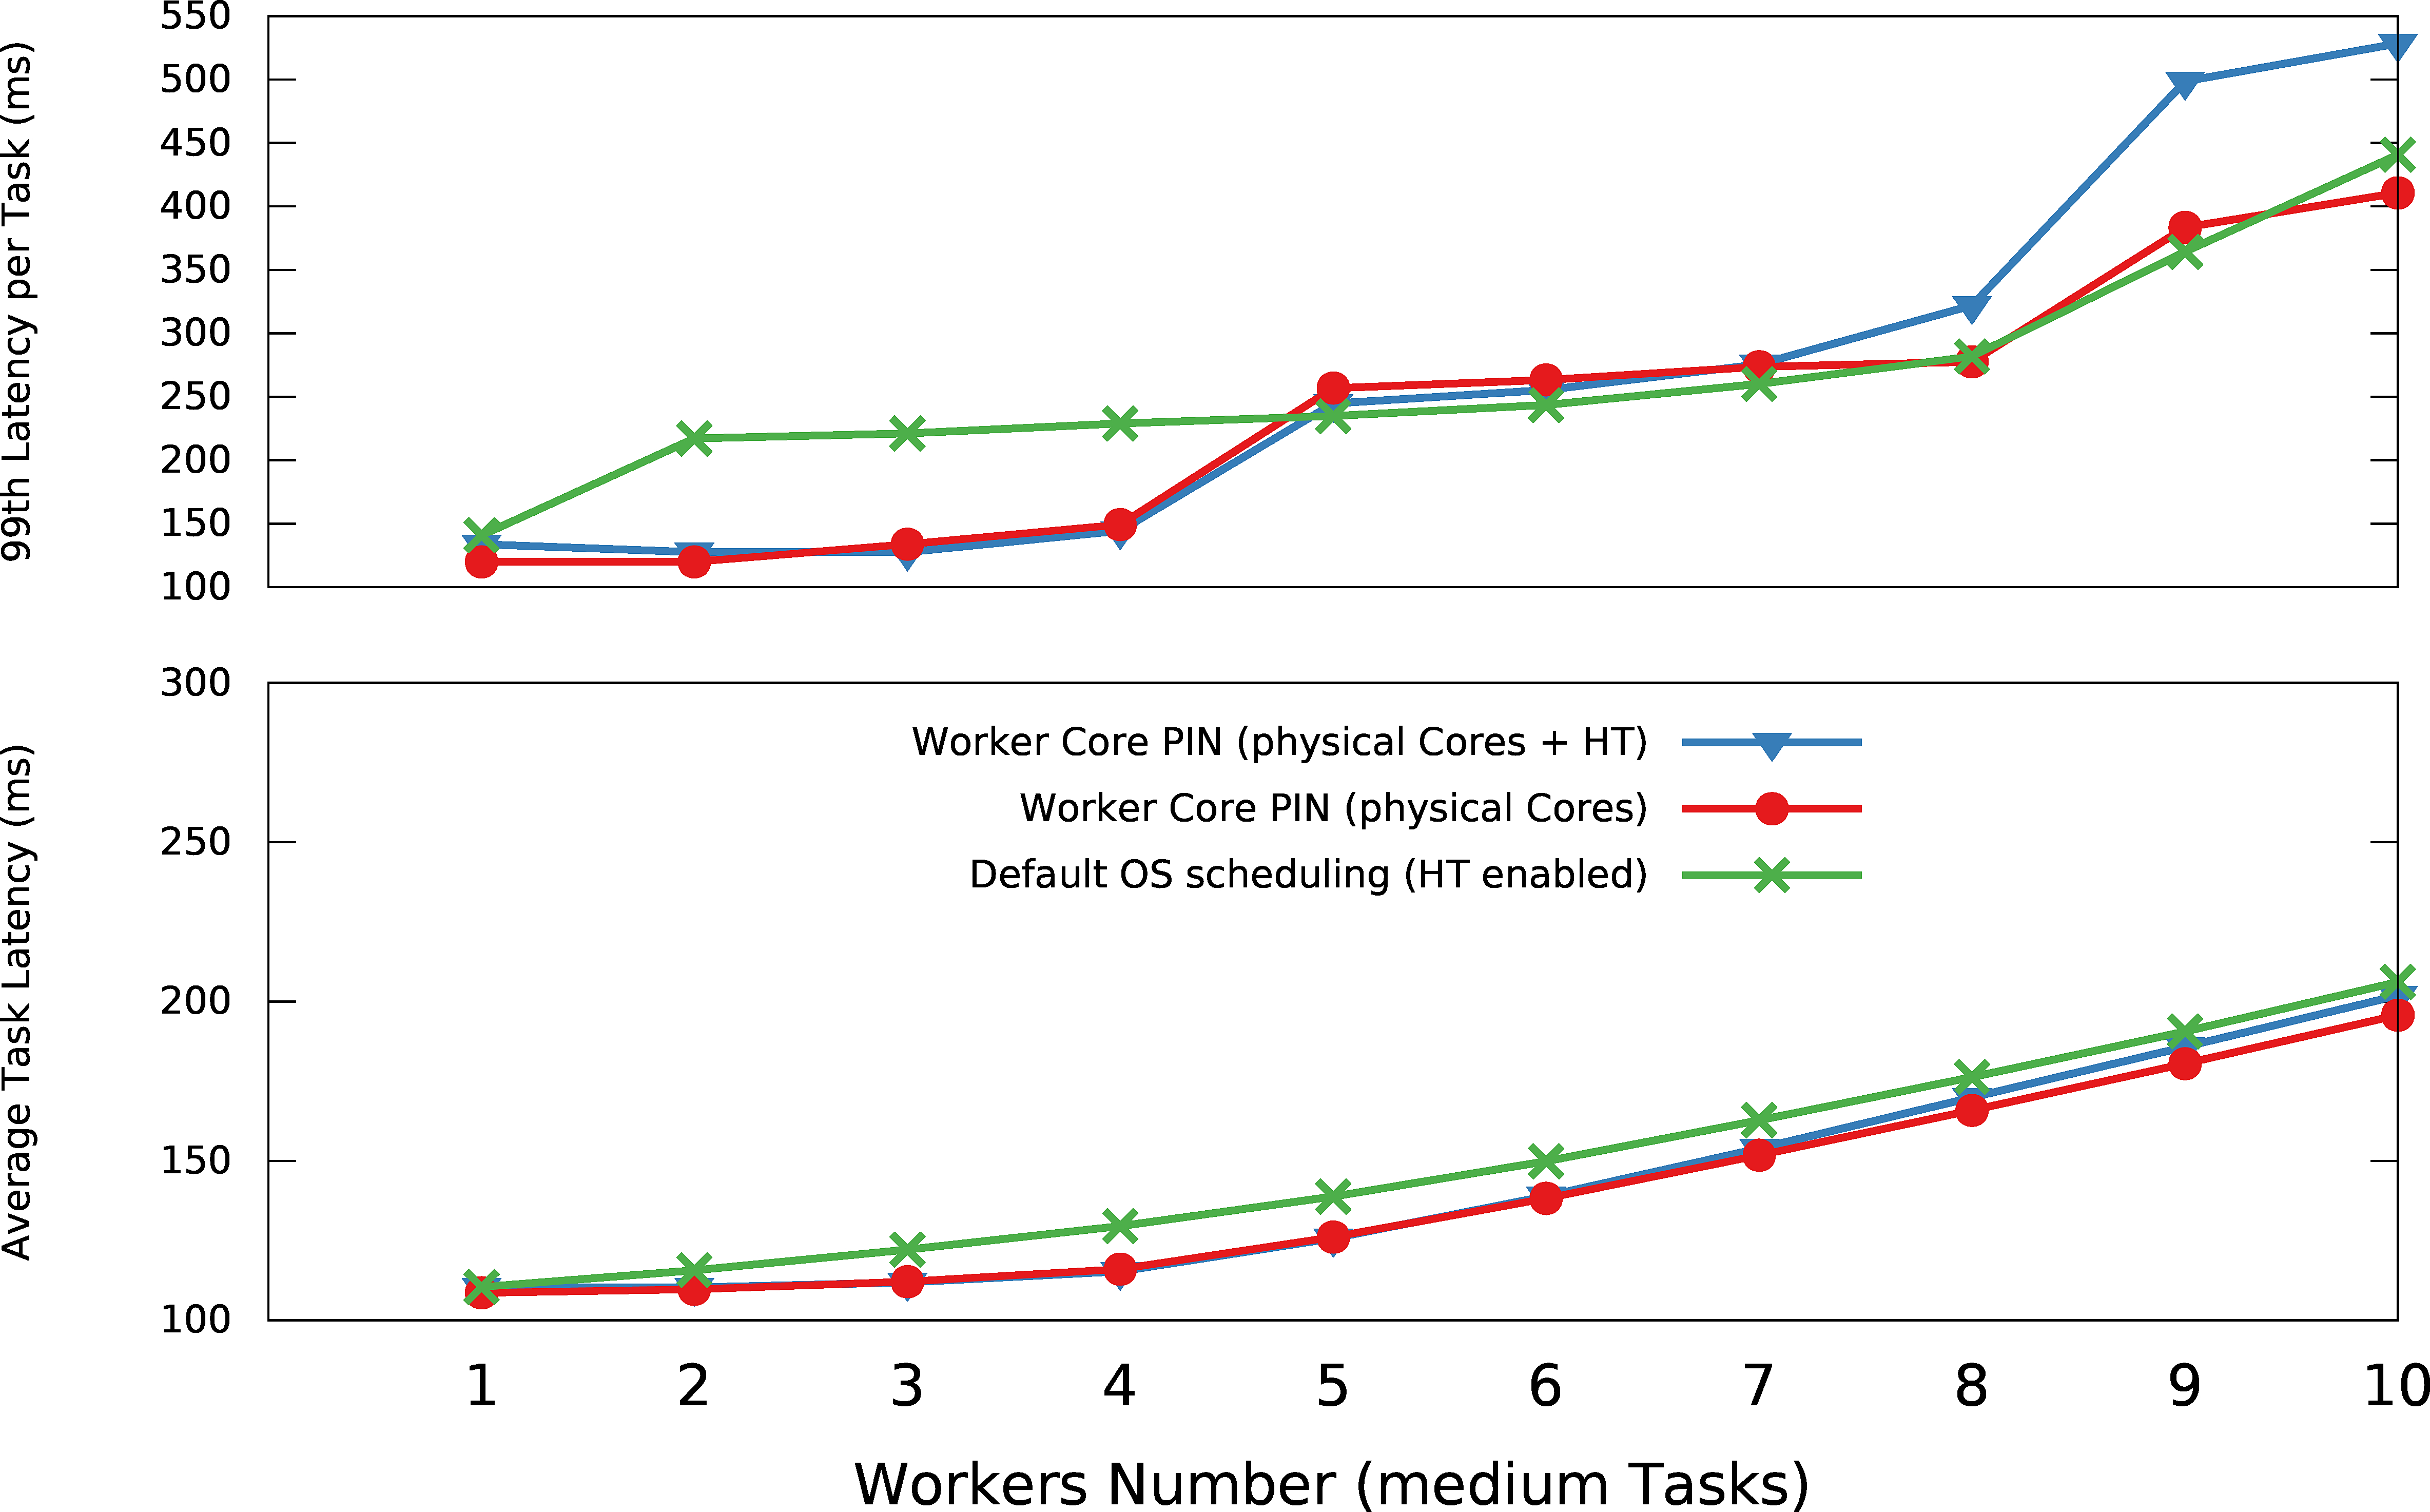 99th Latency per Task (ms)
550
500
450
400
350
300
250
200
150
100
Average Task Latency (ms)
300
250
200
150
100
Worker Core PIN (physical Cores + HT)
Worker Core PIN (physical Cores)
Default OS scheduling (HT enabled)
1 2 3 4 5 6 7 8 9 10
Workers Number (medium Tasks)